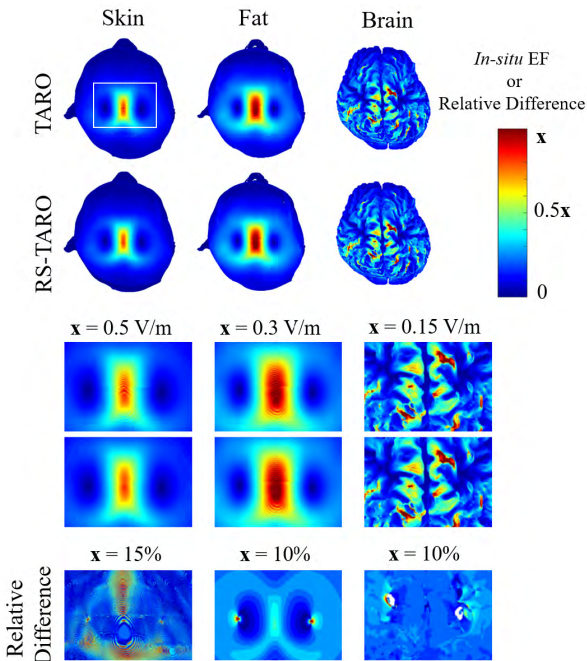 Skin Fat Brain
TARO
In-situ EF
or
Relative Difference
x
0.5x
0
RS-TARO
x = 0.5 V/m x = 0.3 V/m x = 0.15 V/m
x = 15% x = 10% x = 10%
Relative
Difference